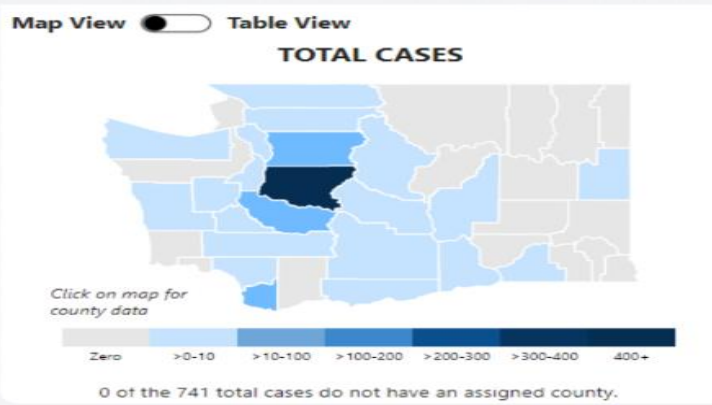 Map View Table View
TOTAL CASES
Click on map for
county data
Zero >0-10 >10-100 >100-200 >200-300 >300-400 400+
0 of the 741 total cases do not have an assigned county.